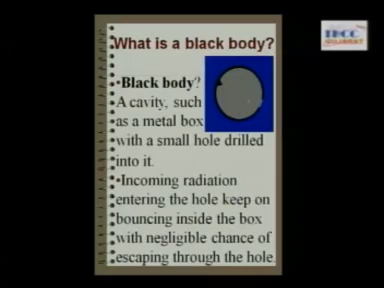 What is a black body?
•Black body?
A cavity, such
as a metal box
with a small hole drilled
into it.
•Incoming radiation
entering the hole keep on
bouncing inside the box
with negligible chance of
escaping through the hole.